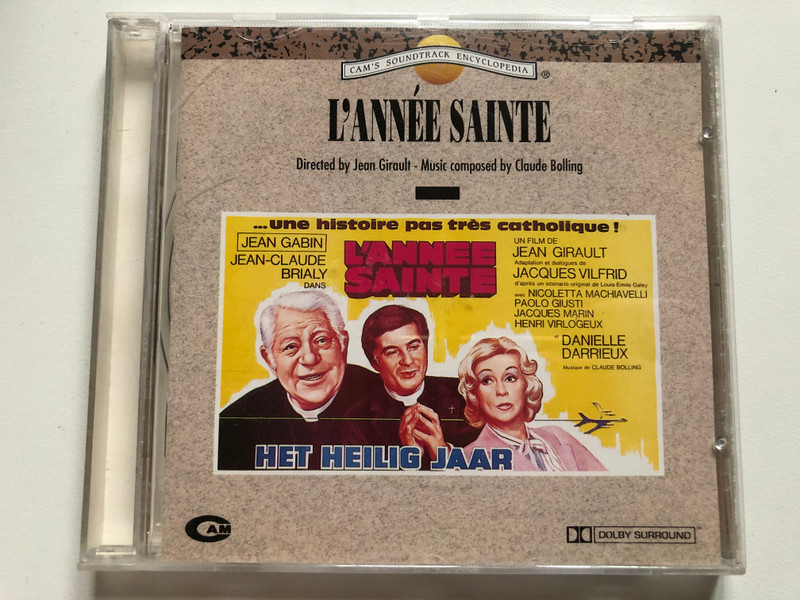 CAM'S SOUNDTRACK ENCYCLOPEDIA ®
L'ANNÉE SAINTE
Directed by Jean Girault - Music composed by Claude Bolling
...une histoire pas très catholique !
JEAN GABIN
JEAN-CLAUDE
BRIALY
DANS
L'ANNEE
SAINTE
UN FILM DE
JEAN GIRAULT
Adaptation et dialogues de
JACQUES VILFRID
d'après un scénario original de Louis-Emile Galey
avec NICOLETTA MACHIAVELLI
PAOLO GIUSTI
JACQUES MARIN
HENRI VIRLOGEUX
et DANIELLE
DARRIEUX
Musique de CLAUDE BOLLING
HET HEILIG JAAR
CAM
DOLBY SURROUND